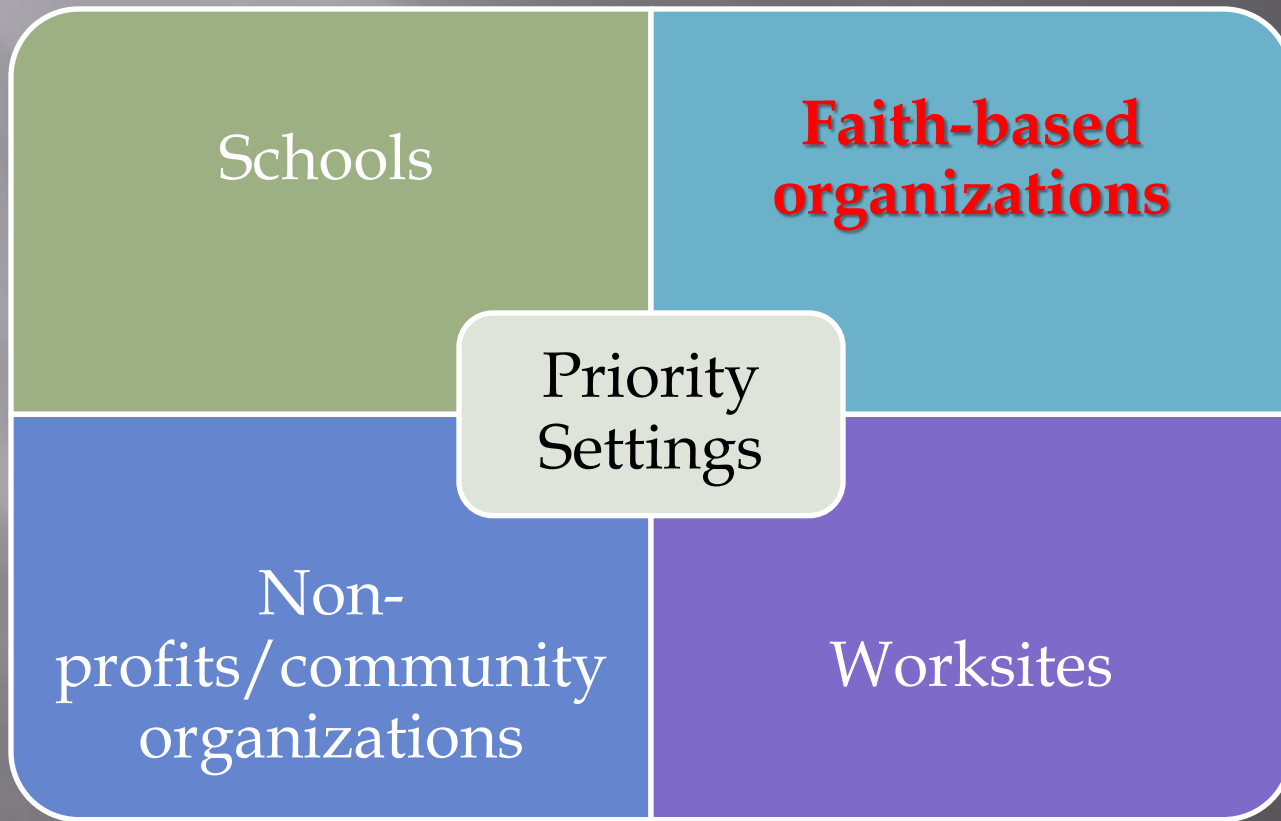 Schools
Faith-based
organizations
Priority
Settings
Non-
profits/community
organizations
Worksites